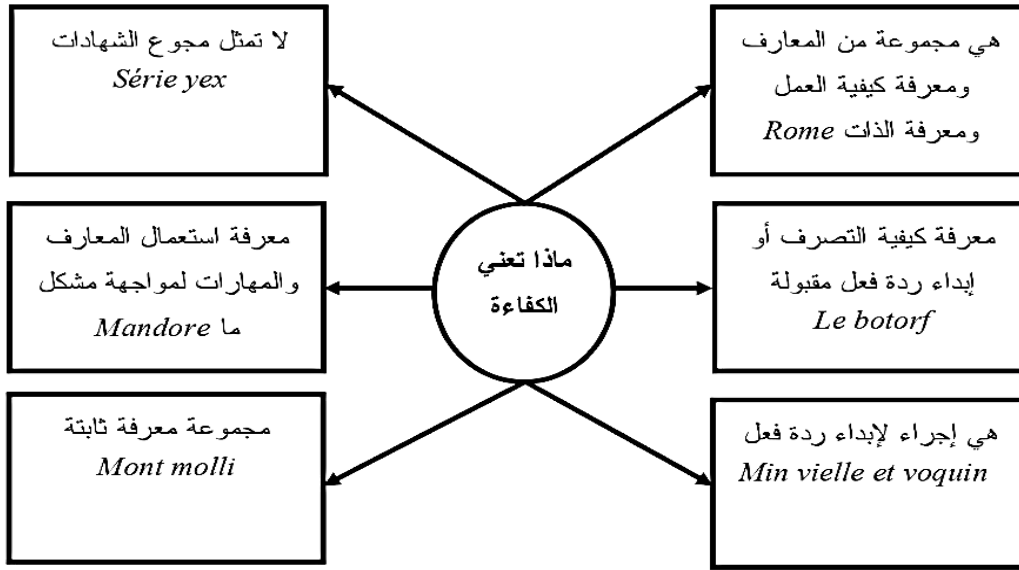 هي مجموعة من المعارف
ومعرفة كيفية العمل
ومعرفة الذات Rome
لا تمثل مجوع الشهادات
Série yex
ماذا تعني
الكفاءة
معرفة كيفية التصرف أو
إبداء ردة فعل مقبولة
Le botorf
معرفة استعمال المعارف
والمهارات لمواجهة مشكل
ما Mandore
هي إجراء لإبداء ردة فعل
Min vielle et voquin
مجموعة معرفة ثابتة
Mont molli